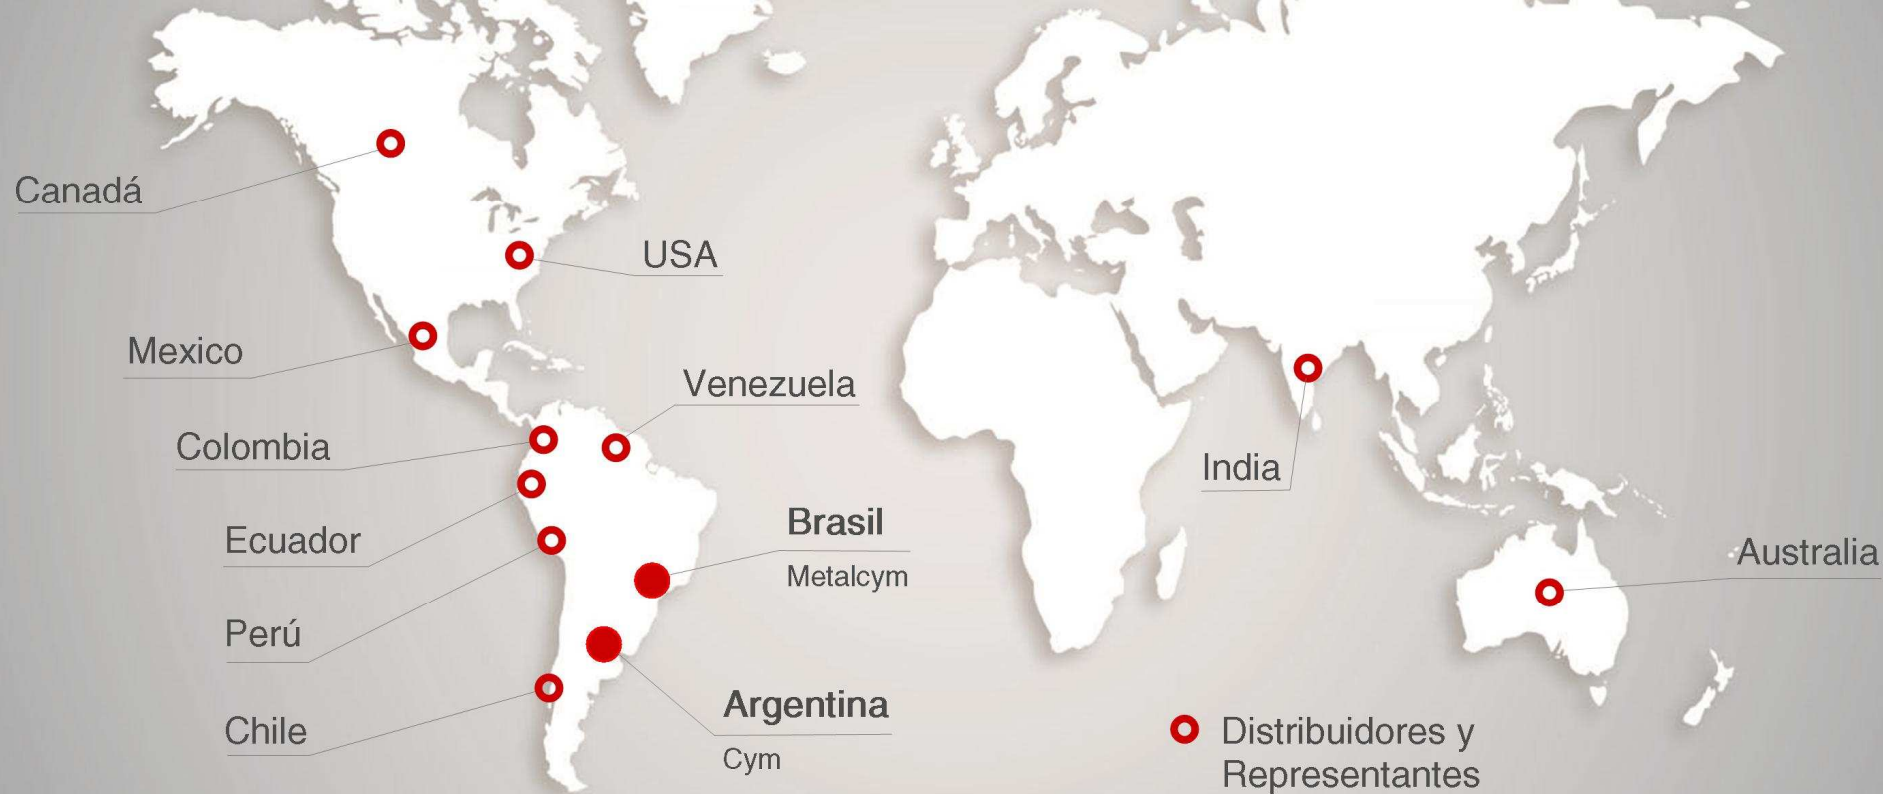 Canadá
USA
Mexico
Venezuela
Colombia
India
Ecuador
Brasil
Metalcym
Australia
Perú
Argentina
Cym
Chile
Distribuidores y
Representantes